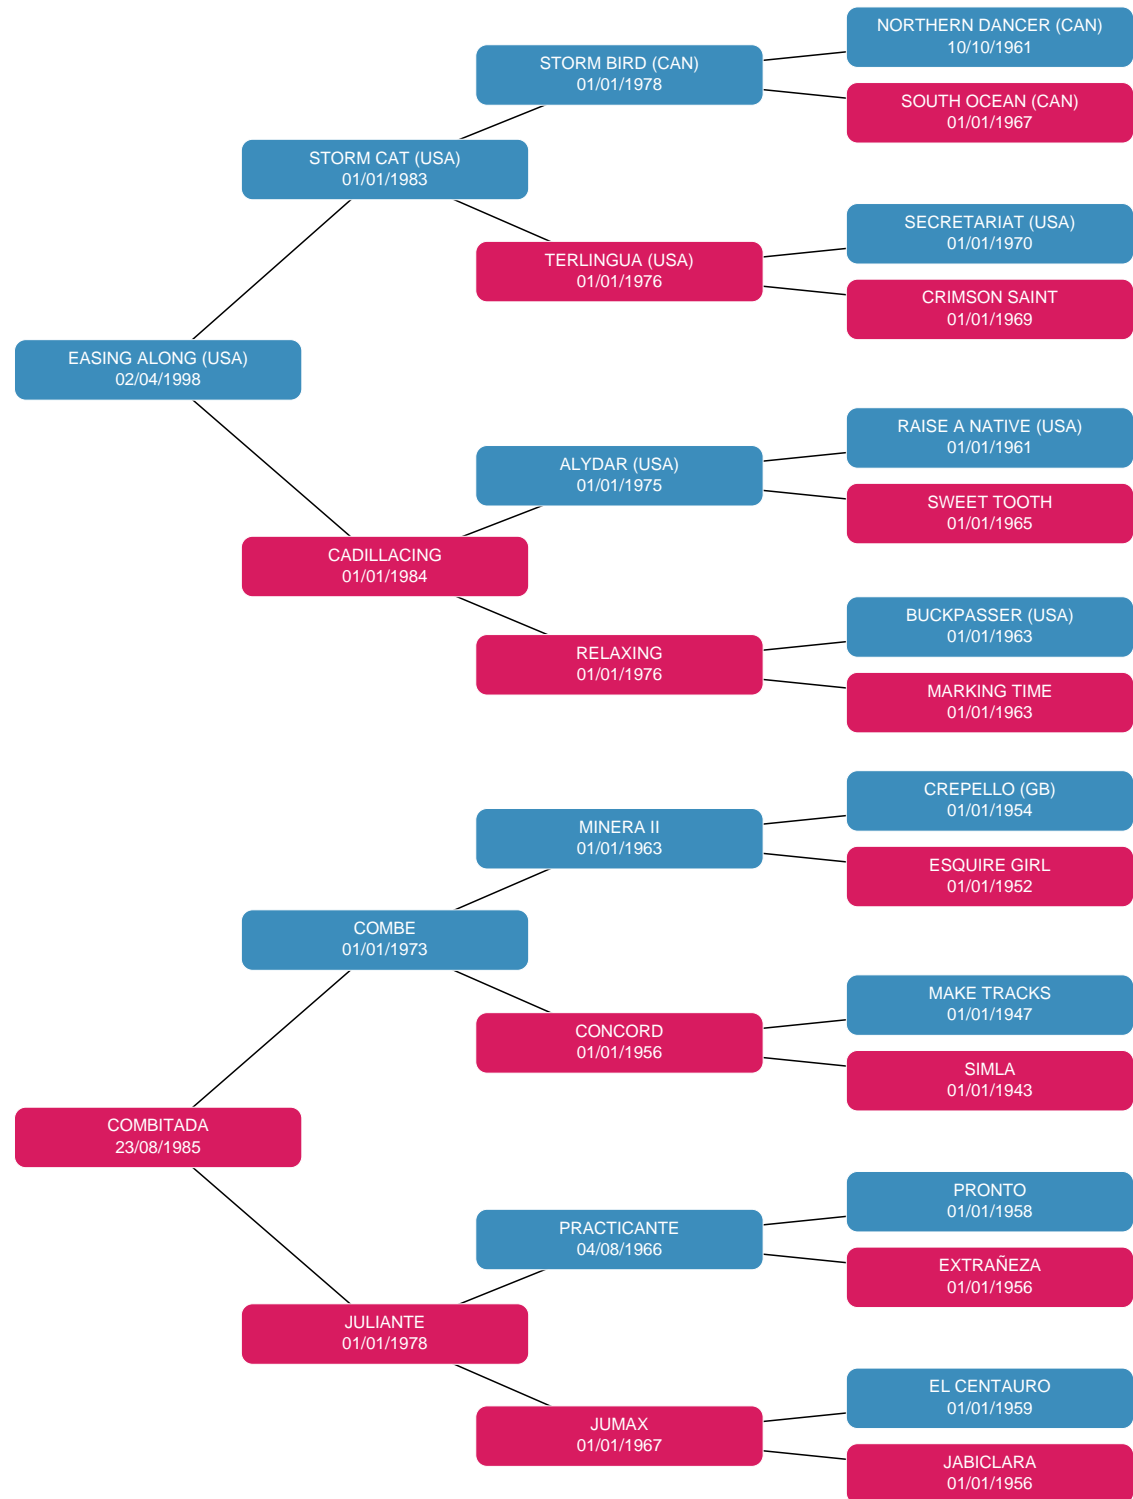 NORTHERN DANCER (CAN)
10/10/1961
STORM BIRD (CAN)
01/01/1978
SOUTH OCEAN (CAN)
01/01/1967
STORM CAT (USA)
01/01/1983
SECRETARIAT (USA)
01/01/1970
TERLINGUA (USA)
01/01/1976
CRIMSON SAINT
01/01/1969
EASING ALONG (USA)
02/04/1998
RAISE A NATIVE (USA)
01/01/1961
ALYDAR (USA)
01/01/1975
SWEET TOOTH
01/01/1965
CADILLACING
01/01/1984
BUCKPASSER (USA)
01/01/1963
RELAXING
01/01/1976
MARKING TIME
01/01/1963
CREPELLO (GB)
01/01/1954
MINERA II
01/01/1963
ESQUIRE GIRL
01/01/1952
COMBE
01/01/1973
MAKE TRACKS
01/01/1947
CONCORD
01/01/1956
SIMLA
01/01/1943
COMBITADA
23/08/1985
PRONTO
01/01/1958
PRACTICANTE
04/08/1966
EXTRAÑEZA
01/01/1956
JULIANTE
01/01/1978
EL CENTAURO
01/01/1959
JUMAX
01/01/1967
JABICLARA
01/01/1956